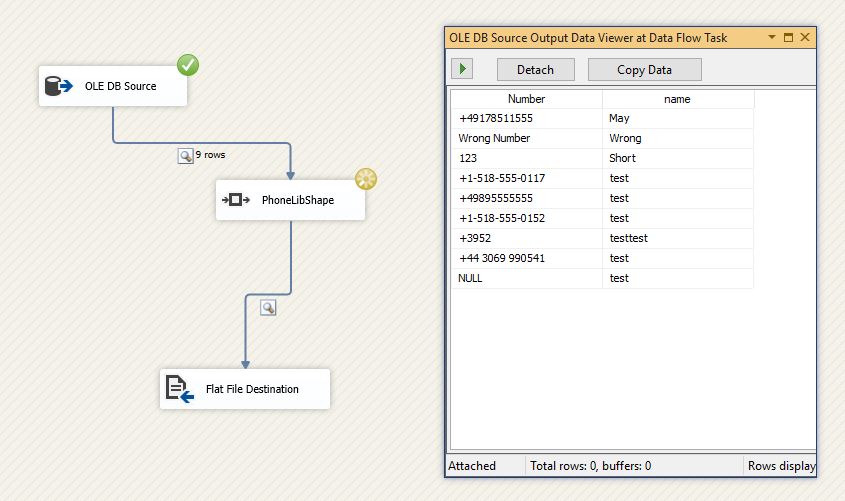 OLE DB Source
9 rows
PhoneLibShape
Flat File Destination
OLE DB Source Output Data Viewer at Data Flow Task
Detach Copy Data
Number name
+49178511555 May
Wrong Number Wrong
123 Short
+1-518-555-0117 test
+49895555555 test
+1-518-555-0152 test
+3952 testtest
+44 3069 990541 test
NULL test
Attached Total rows: 0, buffers: 0 Rows display